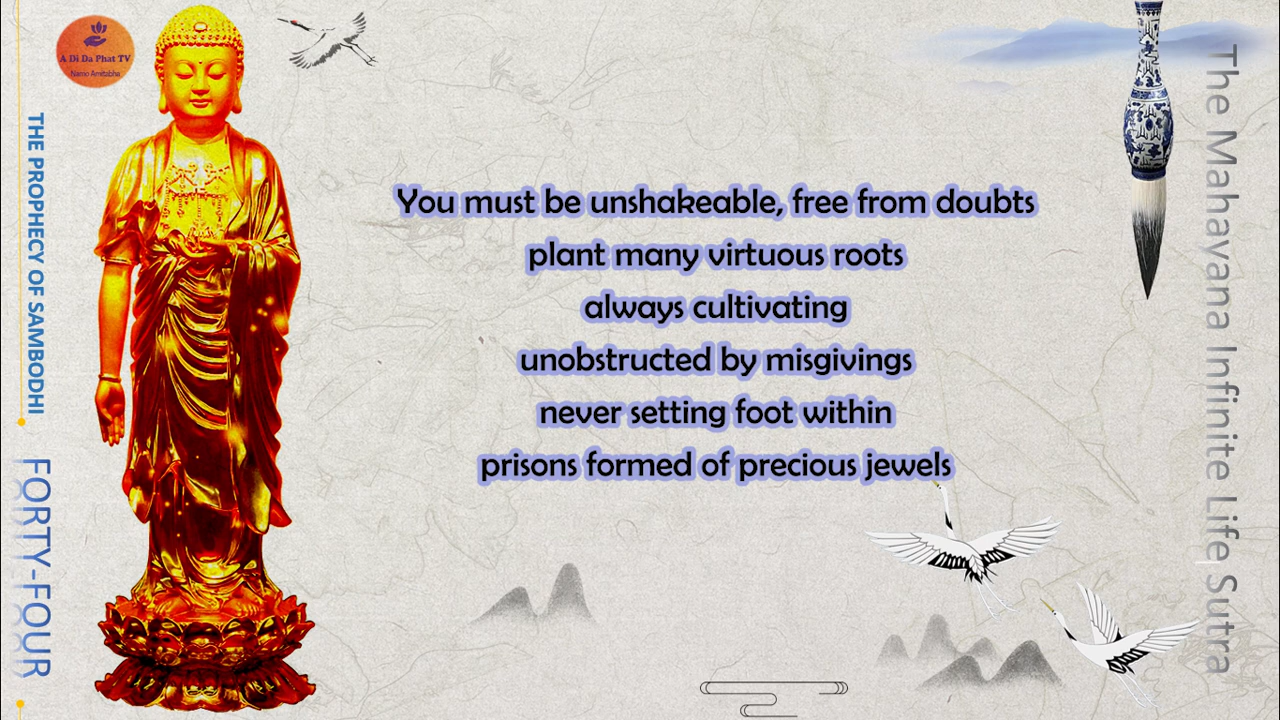 A Di Da Phat TV
Namo Amitabha
THE PROPHECY OF SAMBODHI
FORTY-FOUR
You must be unshakeable, free from doubts
plant many virtuous roots
always cultivating
unobstructed by misgivings
never setting foot within
prisons formed of precious jewels
The Mahayana Infinite Life Sutra